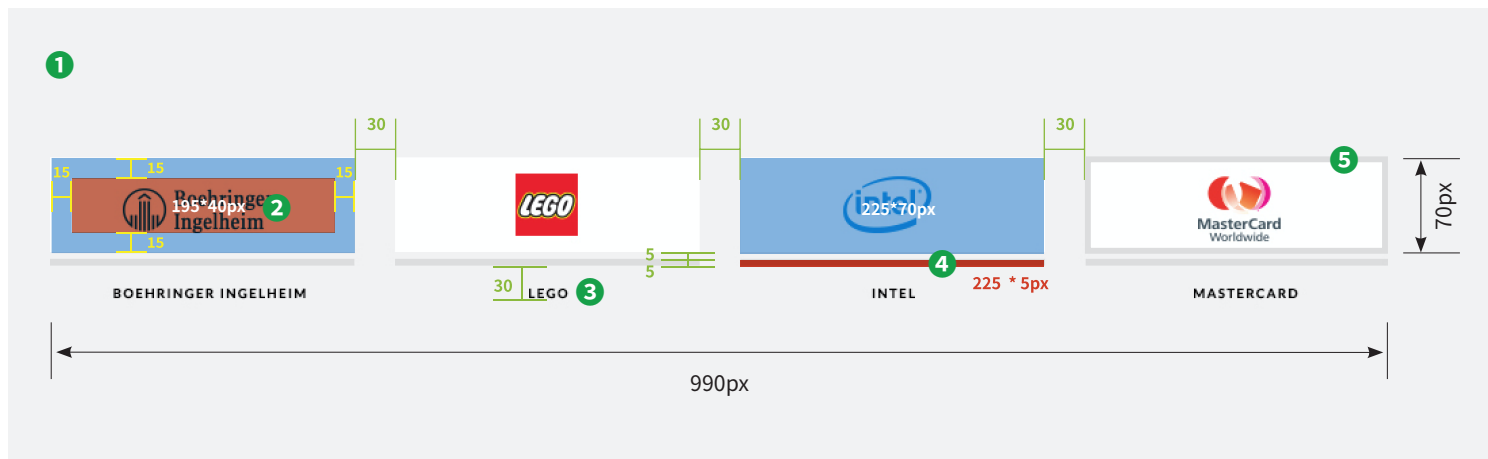 1
30
30
30
15
15
15
15
Boehringer
Ingelheim
195*40px
2
LEGO
intel
225*70px
5
MasterCard
Worldwide
70px
5
5
4
30
BOEHRINGER INGELHEIM
LEGO
3
INTEL
225 * 5px
MASTERCARD
990px